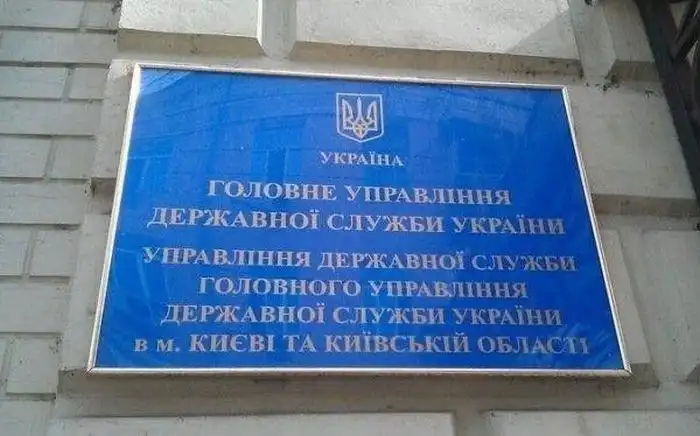 УКРАЇНА
ГОЛОВНЕ УПРАВЛІННЯ
ДЕРЖАВНОЇ СЛУЖБИ УКРАЇНИ
УПРАВЛІННЯ ДЕРЖАВНОЇ СЛУЖБИ
ГОЛОВНОГО УПРАВЛІННЯ
ДЕРЖАВНОЇ СЛУЖБИ УКРАЇНИ
в м. КИЄВІ ТА КИЇВСЬКІЙ ОБЛАСТІ